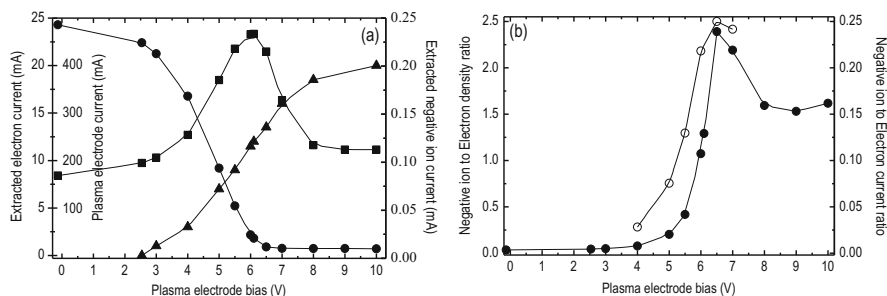 (a)
Extracted electron current (mA)
25
20
15
10
5
0
Plasma electrode current (mA)
400
300
200
100
0.25
0.20
0.15
0.10
0.05
0.00
Extracted negative ion
current (mA)
0 1 2 3 4 5 6 7 8 9 10
Plasma electrode bias (V)
(b)
Negative ion to Electron density ratio
2.5
2.0
1.5
1.0
0.5
0.0
0.25
0.20
0.15
0.10
0.05
0.00
Negative ion to Electron
current ratio
0 1 2 3 4 5 6 7 8 9 10
Plasma electrode bias (V)